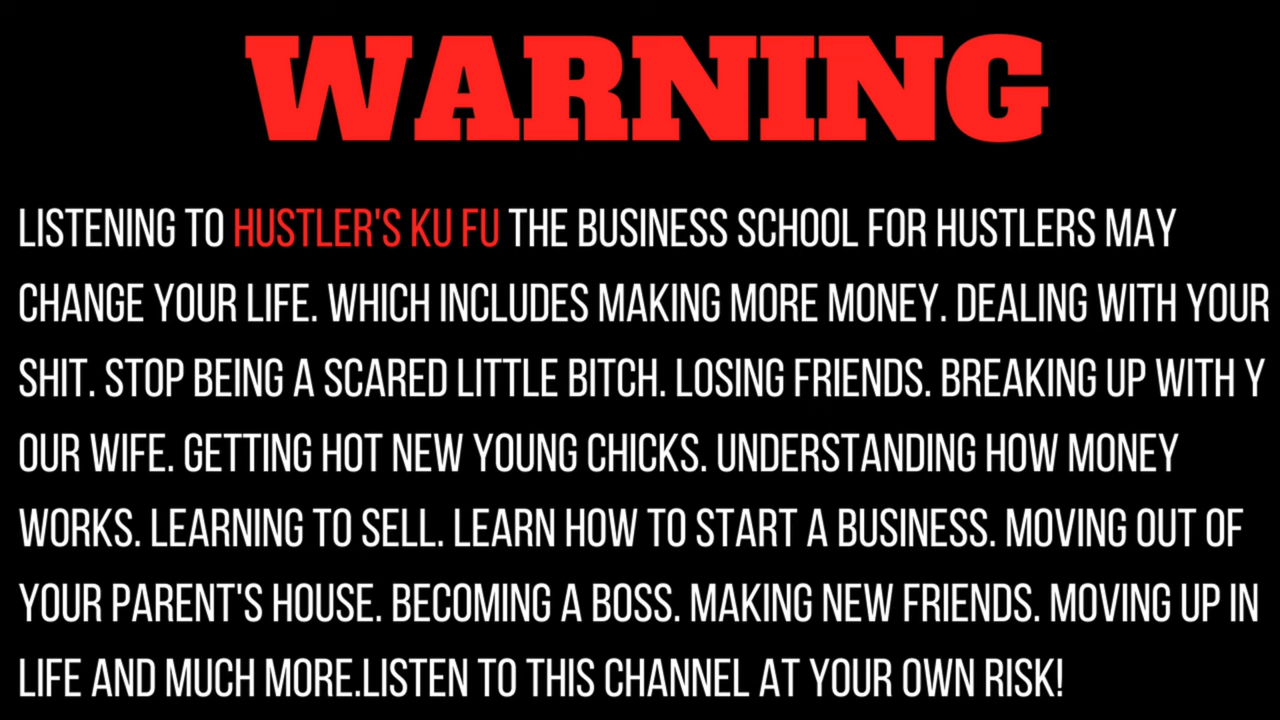 WARNING
LISTENING TO HUSTLER'S KU FU THE BUSINESS SCHOOL FOR HUSTLERS MAY
CHANGE YOUR LIFE. WHICH INCLUDES MAKING MORE MONEY. DEALING WITH YOUR
SHIT. STOP BEING A SCARED LITTLE BITCH. LOSING FRIENDS. BREAKING UP WITH Y
OUR WIFE. GETTING HOT NEW YOUNG CHICKS. UNDERSTANDING HOW MONEY
WORKS. LEARNING TO SELL. LEARN HOW TO START A BUSINESS. MOVING OUT OF
YOUR PARENT'S HOUSE. BECOMING A BOSS. MAKING NEW FRIENDS. MOVING UP IN
LIFE AND MUCH MORE.LISTEN TO THIS CHANNEL AT YOUR OWN RISK!